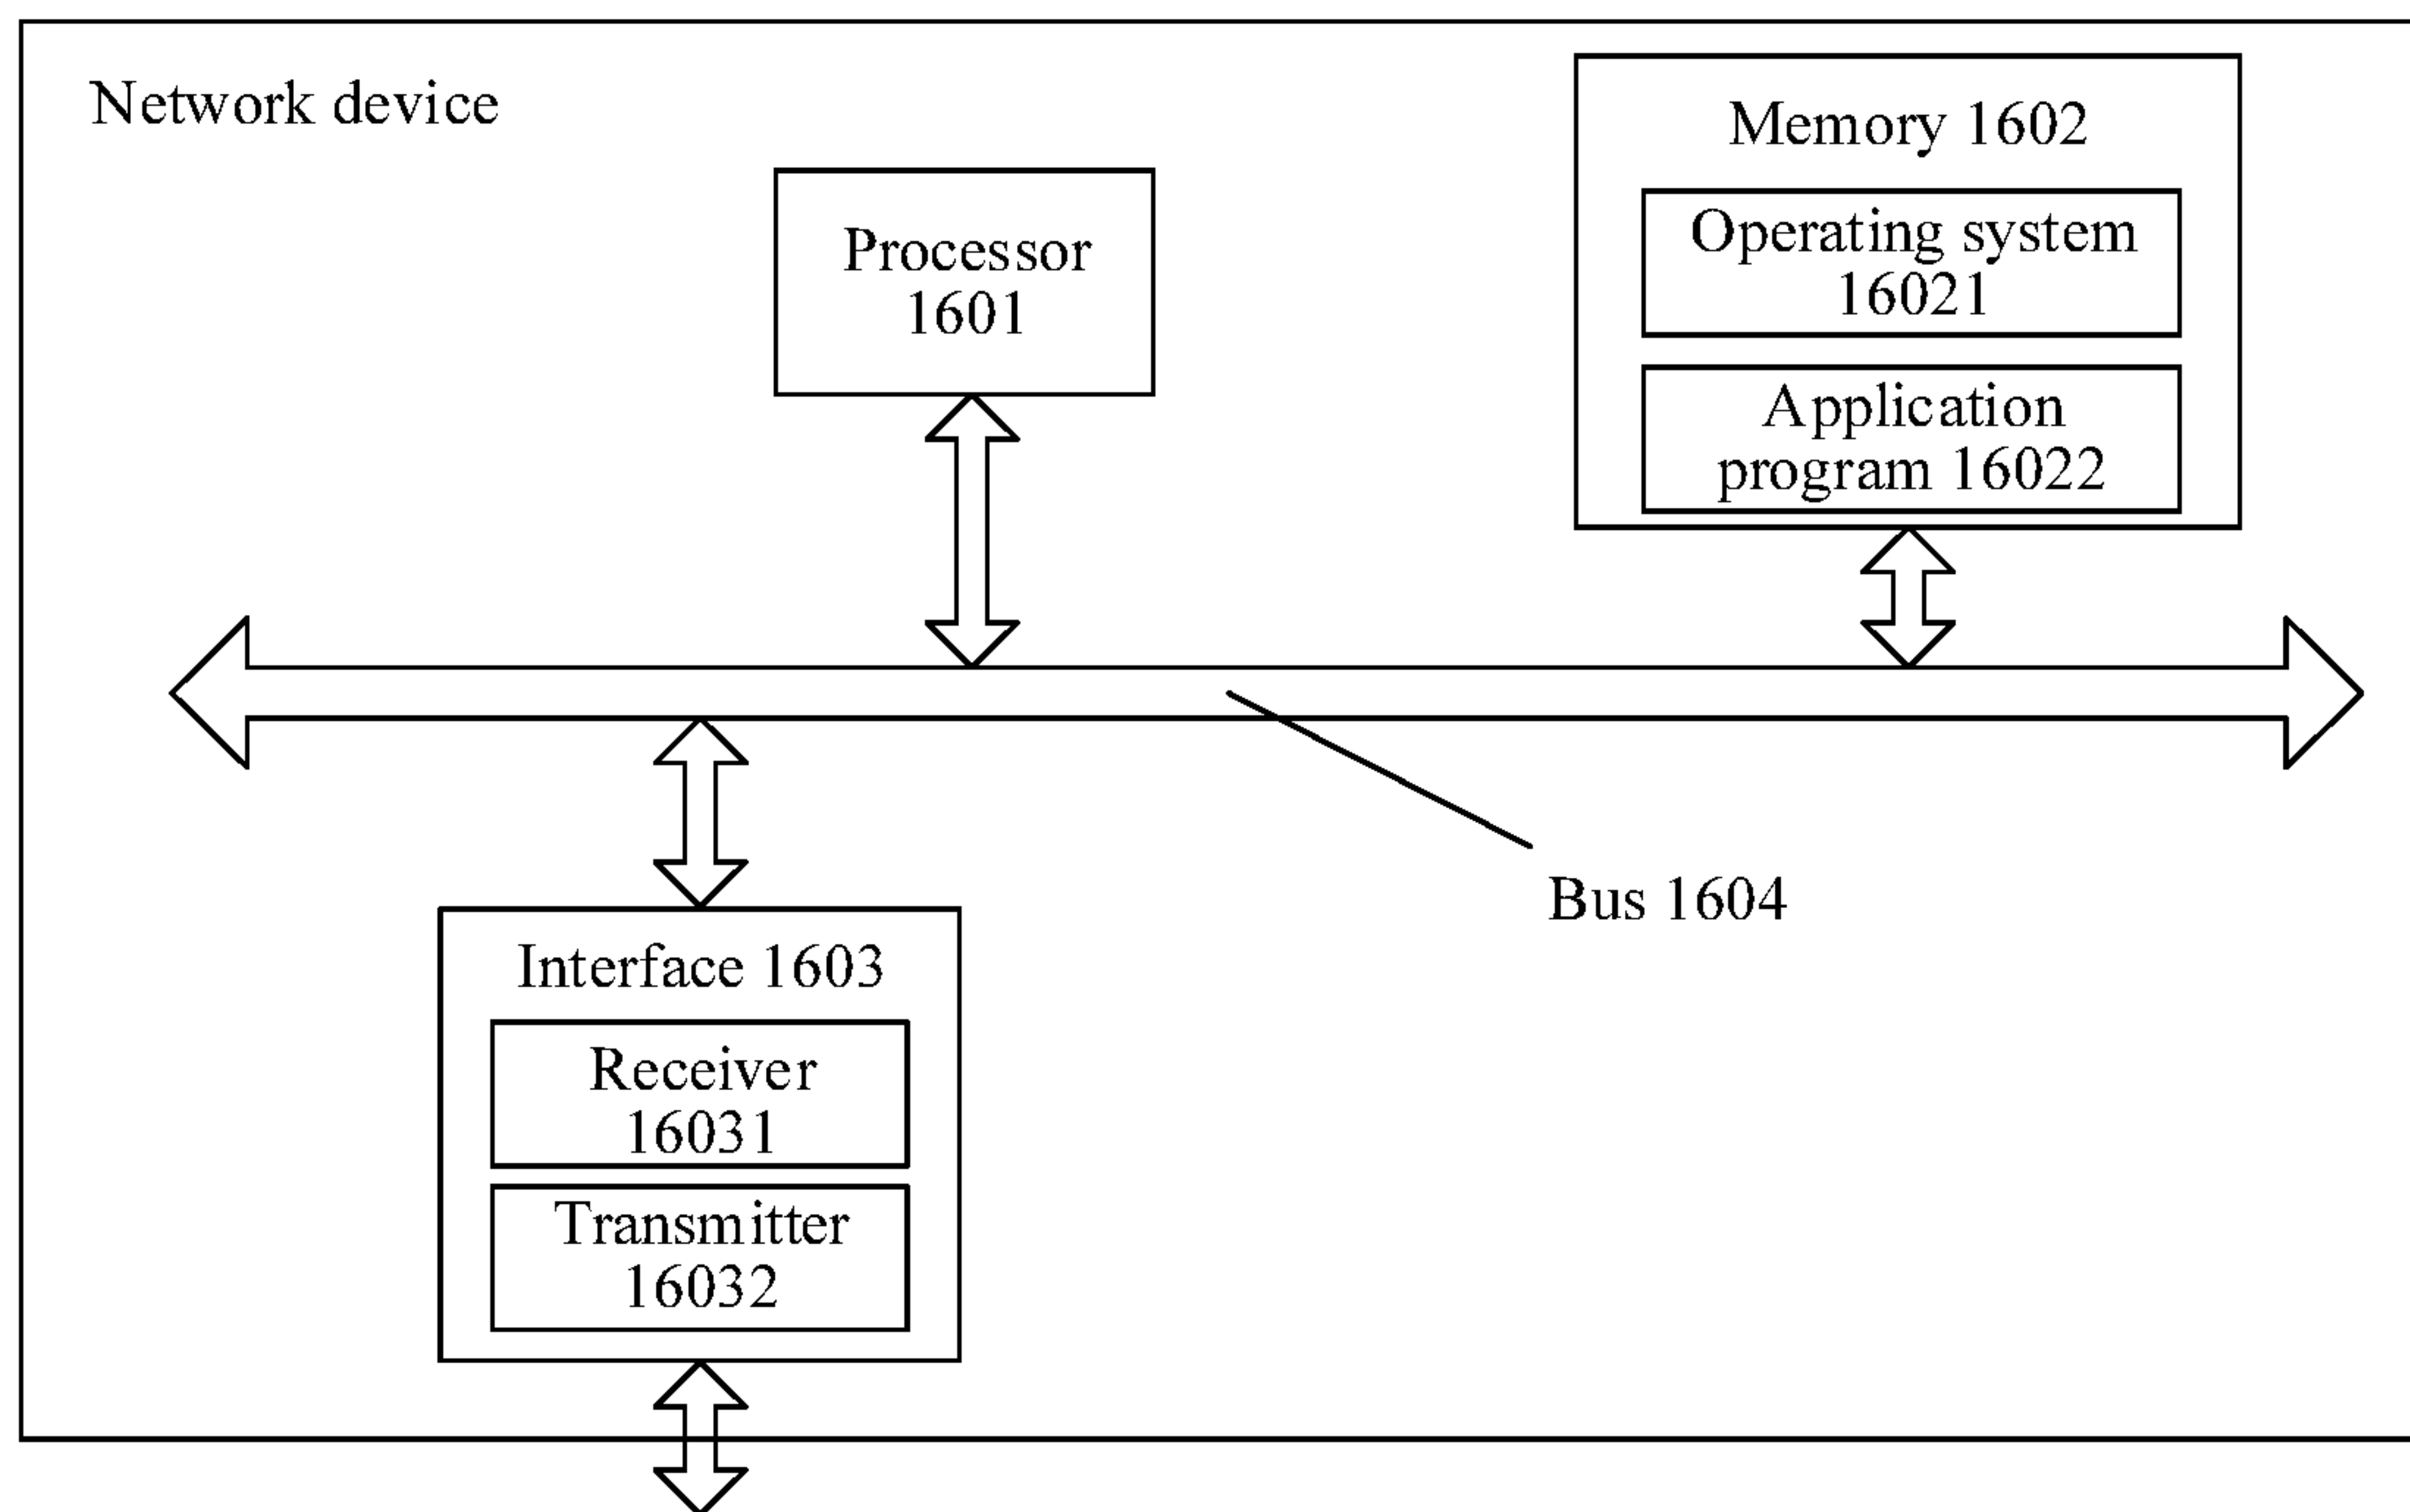 Network device
Memory 1602
Operating system
16021
Application
program 16022
Processor
1601
Bus 1604
Interface 1603
Receiver
16031
Transmitter
16032